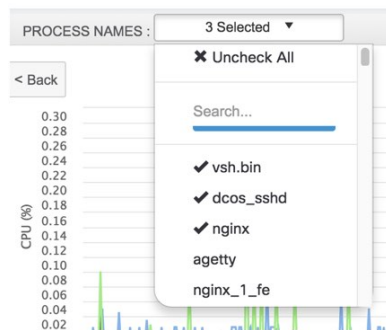 PROCESS NAMES : 3 Selected ▼
✖ Uncheck All
< Back
Search...
0.30
0.28
0.26
0.24
0.22
0.20
0.18
0.16
0.14
0.12
0.10
0.08
0.06
0.04
0.02
CPU (%)
✔ vsh.bin
✔ dcos_sshd
✔ nginx
agetty
nginx_1_fe